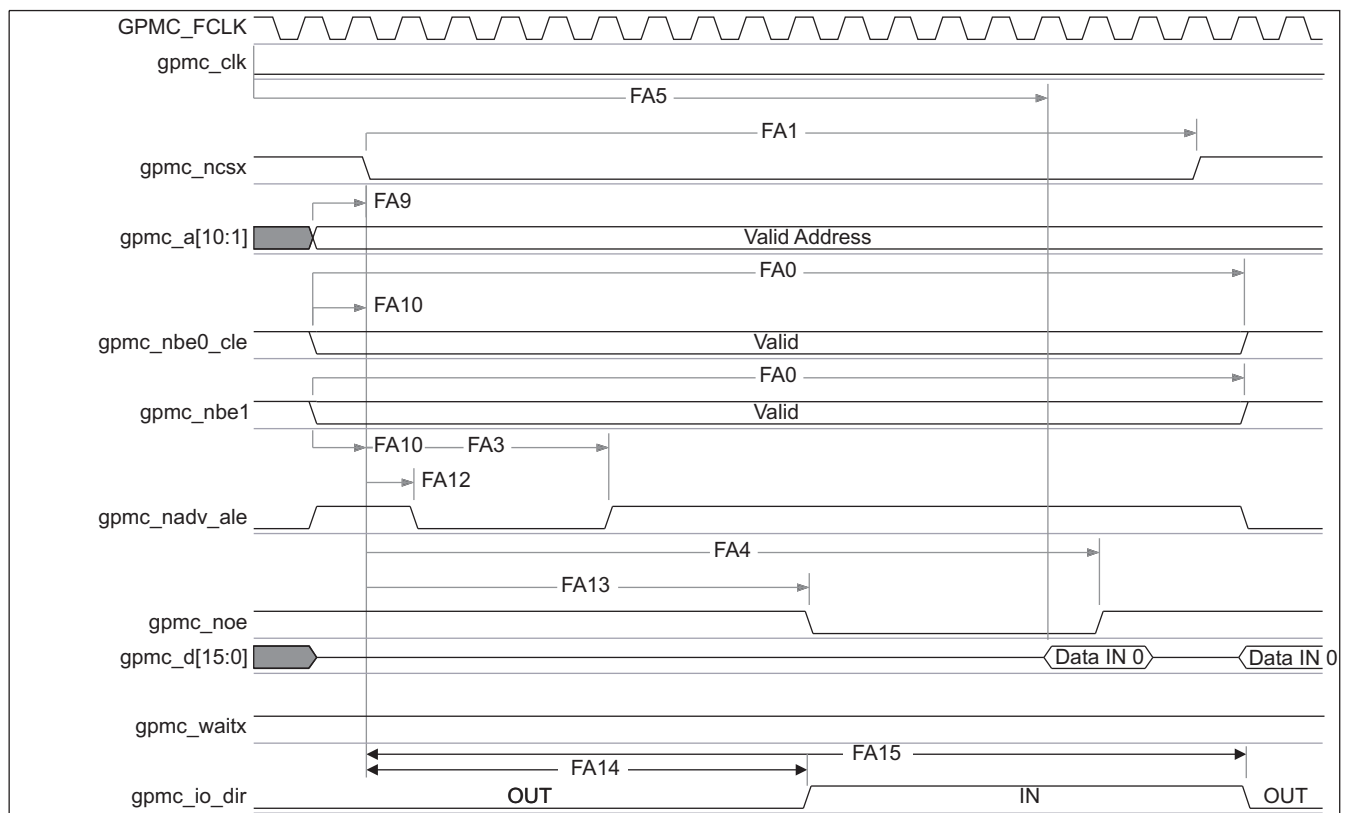 GPMC_FCLK
gpmc_clk
FA5
FA1
gpmc_ncsx
FA9
gpmc_a[10:1]
Valid Address
FA0
FA10
gpmc_nbe0_cle
Valid
FA0
gpmc_nbe1
Valid
FA10
FA3
FA12
gpmc_nadv_ale
FA4
FA13
gpmc_noe
gpmc_d[15:0]
Data IN 0
Data IN 0
gpmc_waitx
FA15
FA14
gpmc_io_dir
OUT
IN
OUT